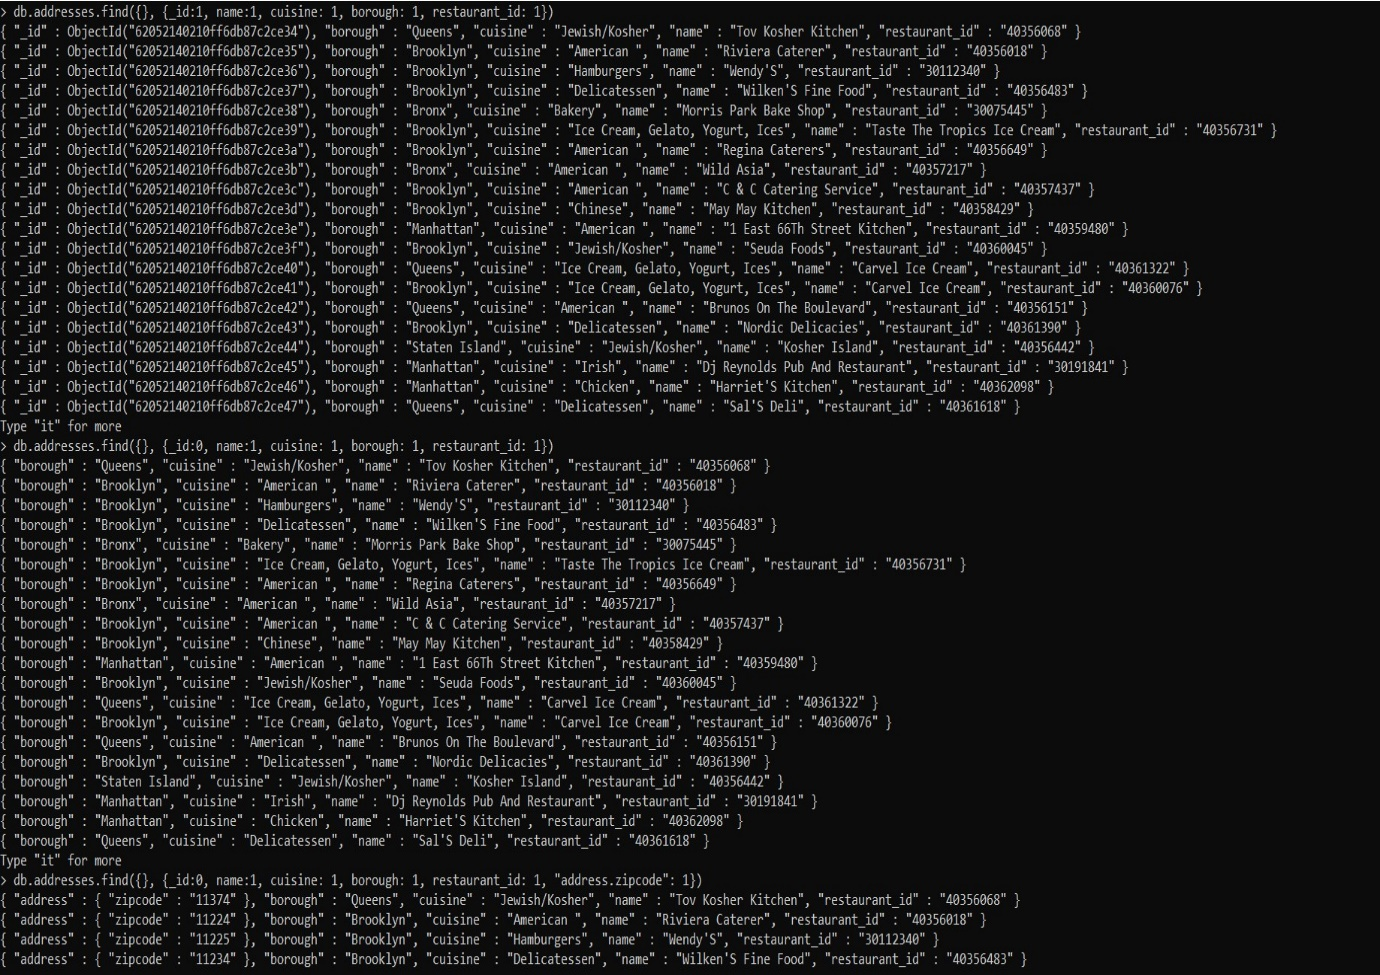 > db.addresses.find({}, {_id:1, name:1, cuisine: 1, borough: 1, restaurant_id: 1})
{ "_id" : ObjectId("62052140210ff6db87c2ce34"), "borough" : "Queens", "cuisine" : "Jewish/Kosher", "name" : "Tov Kosher Kitchen", "restaurant_id" : "40356068" }
{ "_id" : ObjectId("62052140210ff6db87c2ce35"), "borough" : "Brooklyn", "cuisine" : "American ", "name" : "Riviera Caterer", "restaurant_id" : "40356018" }
{ "_id" : ObjectId("62052140210ff6db87c2ce36"), "borough" : "Brooklyn", "cuisine" : "Hamburgers", "name" : "Wendy'S", "restaurant_id" : "30112340" }
{ "_id" : ObjectId("62052140210ff6db87c2ce37"), "borough" : "Brooklyn", "cuisine" : "Delicatessen", "name" : "Wilken'S Fine Food", "restaurant_id" : "40356483" }
{ "_id" : ObjectId("62052140210ff6db87c2ce38"), "borough" : "Bronx", "cuisine" : "Bakery", "name" : "Morris Park Bake Shop", "restaurant_id" : "30075445" }
{ "_id" : ObjectId("62052140210ff6db87c2ce39"), "borough" : "Brooklyn", "cuisine" : "Ice Cream, Gelato, Yogurt, Ices", "name" : "Taste The Tropics Ice Cream", "restaurant_id" : "40356731" }
{ "_id" : ObjectId("62052140210ff6db87c2ce3a"), "borough" : "Brooklyn", "cuisine" : "American ", "name" : "Regina Caterers", "restaurant_id" : "40356649" }
{ "_id" : ObjectId("62052140210ff6db87c2ce3b"), "borough" : "Bronx", "cuisine" : "American ", "name" : "Wild Asia", "restaurant_id" : "40357217" }
{ "_id" : ObjectId("62052140210ff6db87c2ce3c"), "borough" : "Brooklyn", "cuisine" : "American ", "name" : "C & C Catering Service", "restaurant_id" : "40357437" }
{ "_id" : ObjectId("62052140210ff6db87c2ce3d"), "borough" : "Brooklyn", "cuisine" : "Chinese", "name" : "May May Kitchen", "restaurant_id" : "40358429" }
{ "_id" : ObjectId("62052140210ff6db87c2ce3e"), "borough" : "Manhattan", "cuisine" : "American ", "name" : "1 East 66Th Street Kitchen", "restaurant_id" : "40359480" }
{ "_id" : ObjectId("62052140210ff6db87c2ce3f"), "borough" : "Brooklyn", "cuisine" : "Jewish/Kosher", "name" : "Seuda Foods", "restaurant_id" : "40360045" }
{ "_id" : ObjectId("62052140210ff6db87c2ce40"), "borough" : "Queens", "cuisine" : "Ice Cream, Gelato, Yogurt, Ices", "name" : "Carvel Ice Cream", "restaurant_id" : "40361322" }
{ "_id" : ObjectId("62052140210ff6db87c2ce41"), "borough" : "Brooklyn", "cuisine" : "Ice Cream, Gelato, Yogurt, Ices", "name" : "Carvel Ice Cream", "restaurant_id" : "40360076" }
{ "_id" : ObjectId("62052140210ff6db87c2ce42"), "borough" : "Queens", "cuisine" : "American ", "name" : "Brunos On The Boulevard", "restaurant_id" : "40356151" }
{ "_id" : ObjectId("62052140210ff6db87c2ce43"), "borough" : "Brooklyn", "cuisine" : "Delicatessen", "name" : "Nordic Delicacies", "restaurant_id" : "40361390" }
{ "_id" : ObjectId("62052140210ff6db87c2ce44"), "borough" : "Staten Island", "cuisine" : "Jewish/Kosher", "name" : "Kosher Island", "restaurant_id" : "40356442" }
{ "_id" : ObjectId("62052140210ff6db87c2ce45"), "borough" : "Manhattan", "cuisine" : "Irish", "name" : "Dj Reynolds Pub And Restaurant", "restaurant_id" : "30191841" }
{ "_id" : ObjectId("62052140210ff6db87c2ce46"), "borough" : "Manhattan", "cuisine" : "Chicken", "name" : "Harriet'S Kitchen", "restaurant_id" : "40362098" }
{ "_id" : ObjectId("62052140210ff6db87c2ce47"), "borough" : "Queens", "cuisine" : "Delicatessen", "name" : "Sal'S Deli", "restaurant_id" : "40361618" }
Type "it" for more
> db.addresses.find({}, {_id:0, name:1, cuisine: 1, borough: 1, restaurant_id: 1})
{ "borough" : "Queens", "cuisine" : "Jewish/Kosher", "name" : "Tov Kosher Kitchen", "restaurant_id" : "40356068" }
{ "borough" : "Brooklyn", "cuisine" : "American ", "name" : "Riviera Caterer", "restaurant_id" : "40356018" }
{ "borough" : "Brooklyn", "cuisine" : "Hamburgers", "name" : "Wendy'S", "restaurant_id" : "30112340" }
{ "borough" : "Brooklyn", "cuisine" : "Delicatessen", "name" : "Wilken'S Fine Food", "restaurant_id" : "40356483" }
{ "borough" : "Bronx", "cuisine" : "Bakery", "name" : "Morris Park Bake Shop", "restaurant_id" : "30075445" }
{ "borough" : "Brooklyn", "cuisine" : "Ice Cream, Gelato, Yogurt, Ices", "name" : "Taste The Tropics Ice Cream", "restaurant_id" : "40356731" }
{ "borough" : "Brooklyn", "cuisine" : "American ", "name" : "Regina Caterers", "restaurant_id" : "40356649" }
{ "borough" : "Bronx", "cuisine" : "American ", "name" : "Wild Asia", "restaurant_id" : "40357217" }
{ "borough" : "Brooklyn", "cuisine" : "American ", "name" : "C & C Catering Service", "restaurant_id" : "40357437" }
{ "borough" : "Brooklyn", "cuisine" : "Chinese", "name" : "May May Kitchen", "restaurant_id" : "40358429" }
{ "borough" : "Manhattan", "cuisine" : "American ", "name" : "1 East 66Th Street Kitchen", "restaurant_id" : "40359480" }
{ "borough" : "Brooklyn", "cuisine" : "Jewish/Kosher", "name" : "Seuda Foods", "restaurant_id" : "40360045" }
{ "borough" : "Queens", "cuisine" : "Ice Cream, Gelato, Yogurt, Ices", "name" : "Carvel Ice Cream", "restaurant_id" : "40361322" }
{ "borough" : "Brooklyn", "cuisine" : "Ice Cream, Gelato, Yogurt, Ices", "name" : "Carvel Ice Cream", "restaurant_id" : "40360076" }
{ "borough" : "Queens", "cuisine" : "American ", "name" : "Brunos On The Boulevard", "restaurant_id" : "40356151" }
{ "borough" : "Brooklyn", "cuisine" : "Delicatessen", "name" : "Nordic Delicacies", "restaurant_id" : "40361390" }
{ "borough" : "Staten Island", "cuisine" : "Jewish/Kosher", "name" : "Kosher Island", "restaurant_id" : "40356442" }
{ "borough" : "Manhattan", "cuisine" : "Irish", "name" : "Dj Reynolds Pub And Restaurant", "restaurant_id" : "30191841" }
{ "borough" : "Manhattan", "cuisine" : "Chicken", "name" : "Harriet'S Kitchen", "restaurant_id" : "40362098" }
{ "borough" : "Queens", "cuisine" : "Delicatessen", "name" : "Sal'S Deli", "restaurant_id" : "40361618" }
Type "it" for more
> db.addresses.find({}, {_id:0, name:1, cuisine: 1, borough: 1, restaurant_id: 1, "address.zipcode": 1})
{ "address" : { "zipcode" : "11374" }, "borough" : "Queens", "cuisine" : "Jewish/Kosher", "name" : "Tov Kosher Kitchen", "restaurant_id" : "40356068" }
{ "address" : { "zipcode" : "11224" }, "borough" : "Brooklyn", "cuisine" : "American ", "name" : "Riviera Caterer", "restaurant_id" : "40356018" }
{ "address" : { "zipcode" : "11225" }, "borough" : "Brooklyn", "cuisine" : "Hamburgers", "name" : "Wendy'S", "restaurant_id" : "30112340" }
{ "address" : { "zipcode" : "11234" }, "borough" : "Brooklyn", "cuisine" : "Delicatessen", "name" : "Wilken'S Fine Food", "restaurant_id" : "40356483" }